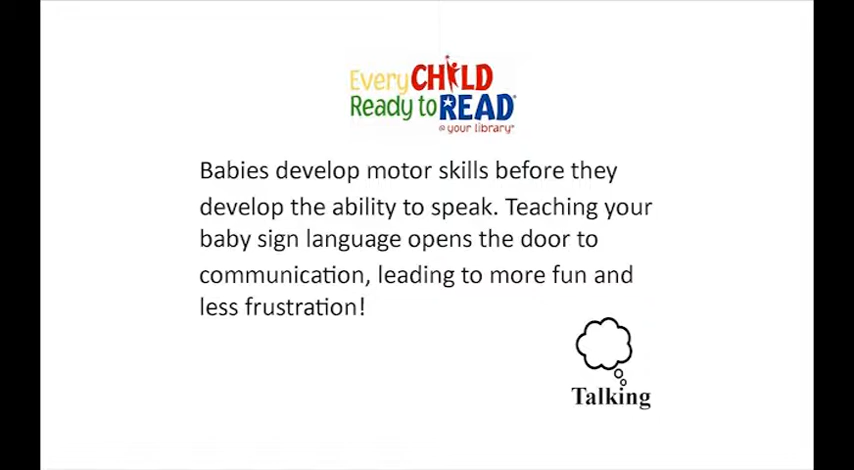 Every CHILD
Ready to READ®
@ your library®
Babies develop motor skills before they
develop the ability to speak. Teaching your
baby sign language opens the door to
communication, leading to more fun and
less frustration!
Talking